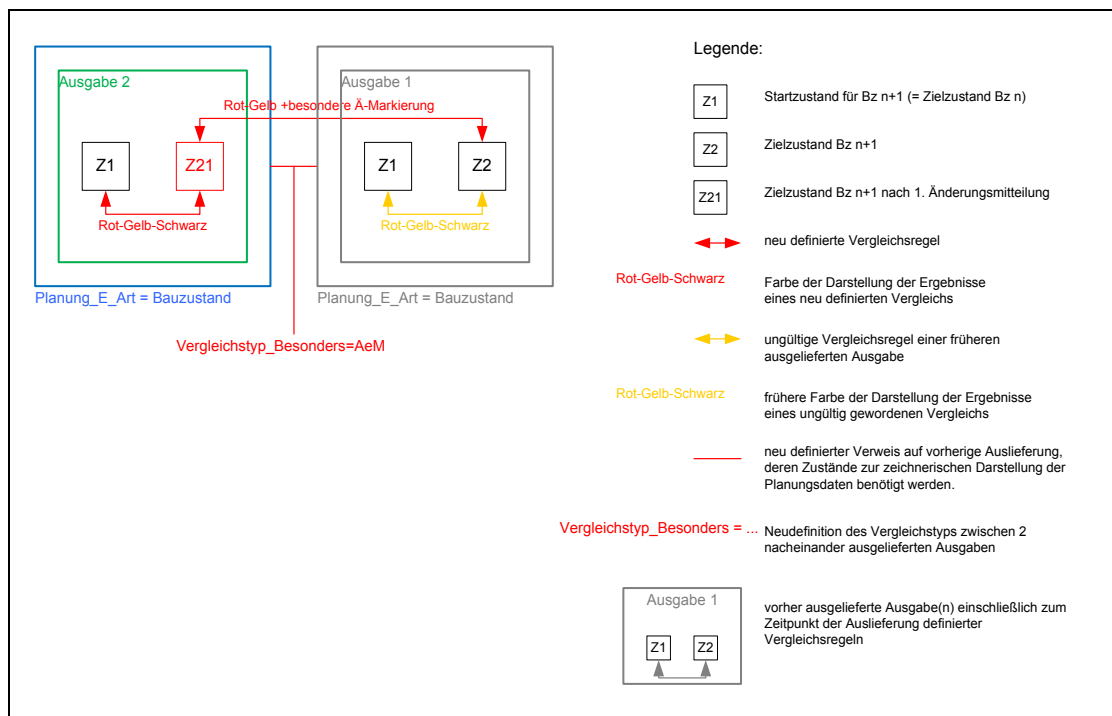 Ausgabe 2
Ausgabe 1
Rot-Gelb +besondere Ä-Markierung
Z1
Z21
Z1
Z2
Rot-Gelb-Schwarz
Rot-Gelb-Schwarz
Planung_E_Art = Bauzustand
Planung_E_Art = Bauzustand
Vergleichstyp_Besonders=AeM
Legende:
Z1
Startzustand für Bz n+1 (= Zielzustand Bz n)
Z2
Zielzustand Bz n+1
Z21
Zielzustand Bz n+1 nach 1. Änderungsmitteilung
neu definierte Vergleichsregel
Rot-Gelb-Schwarz
Farbe der Darstellung der Ergebnisse
eines neu definierten Vergleichs
ungültige Vergleichsregel einer früheren
ausgelieferten Ausgabe
Rot-Gelb-Schwarz
frühere Farbe der Darstellung der Ergebnisse
eines ungültig gewordenen Vergleichs
neu definierter Verweis auf vorherige Auslieferung,
deren Zustände zur zeichnerischen Darstellung der
Planungsdaten benötigt werden.
Vergleichstyp_Besonders = ...
Neudefinition des Vergleichstyps zwischen 2
nacheinander ausgelieferten Ausgaben
Ausgabe 1
Z1
Z2
vorher ausgelieferte Ausgabe(n) einschließlich zum
Zeitpunkt der Auslieferung definierter
Vergleichsregeln